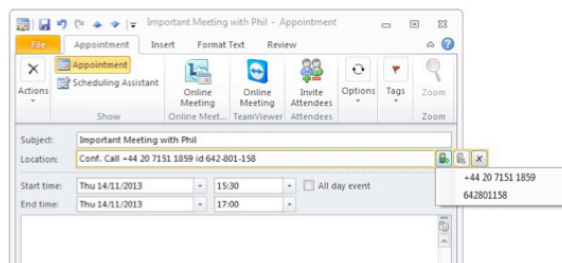 Important Meeting with Phil - Appointment
File Appointment Insert Format Text Review
Actions
Appointment
Scheduling Assistant
Show
Online Meeting
Online Meet...
Online Meeting
TeamViewer
Invite Attendees
Attendees
Options
Tags
Zoom
Zoom
Subject: Important Meeting with Phil
Location: Conf. Call +44 20 7151 1859 id 642-801-158
+44 20 7151 1859
642801158
Start time: Thu 14/11/2013 15:30 All day event
End time: Thu 14/11/2013 17:00